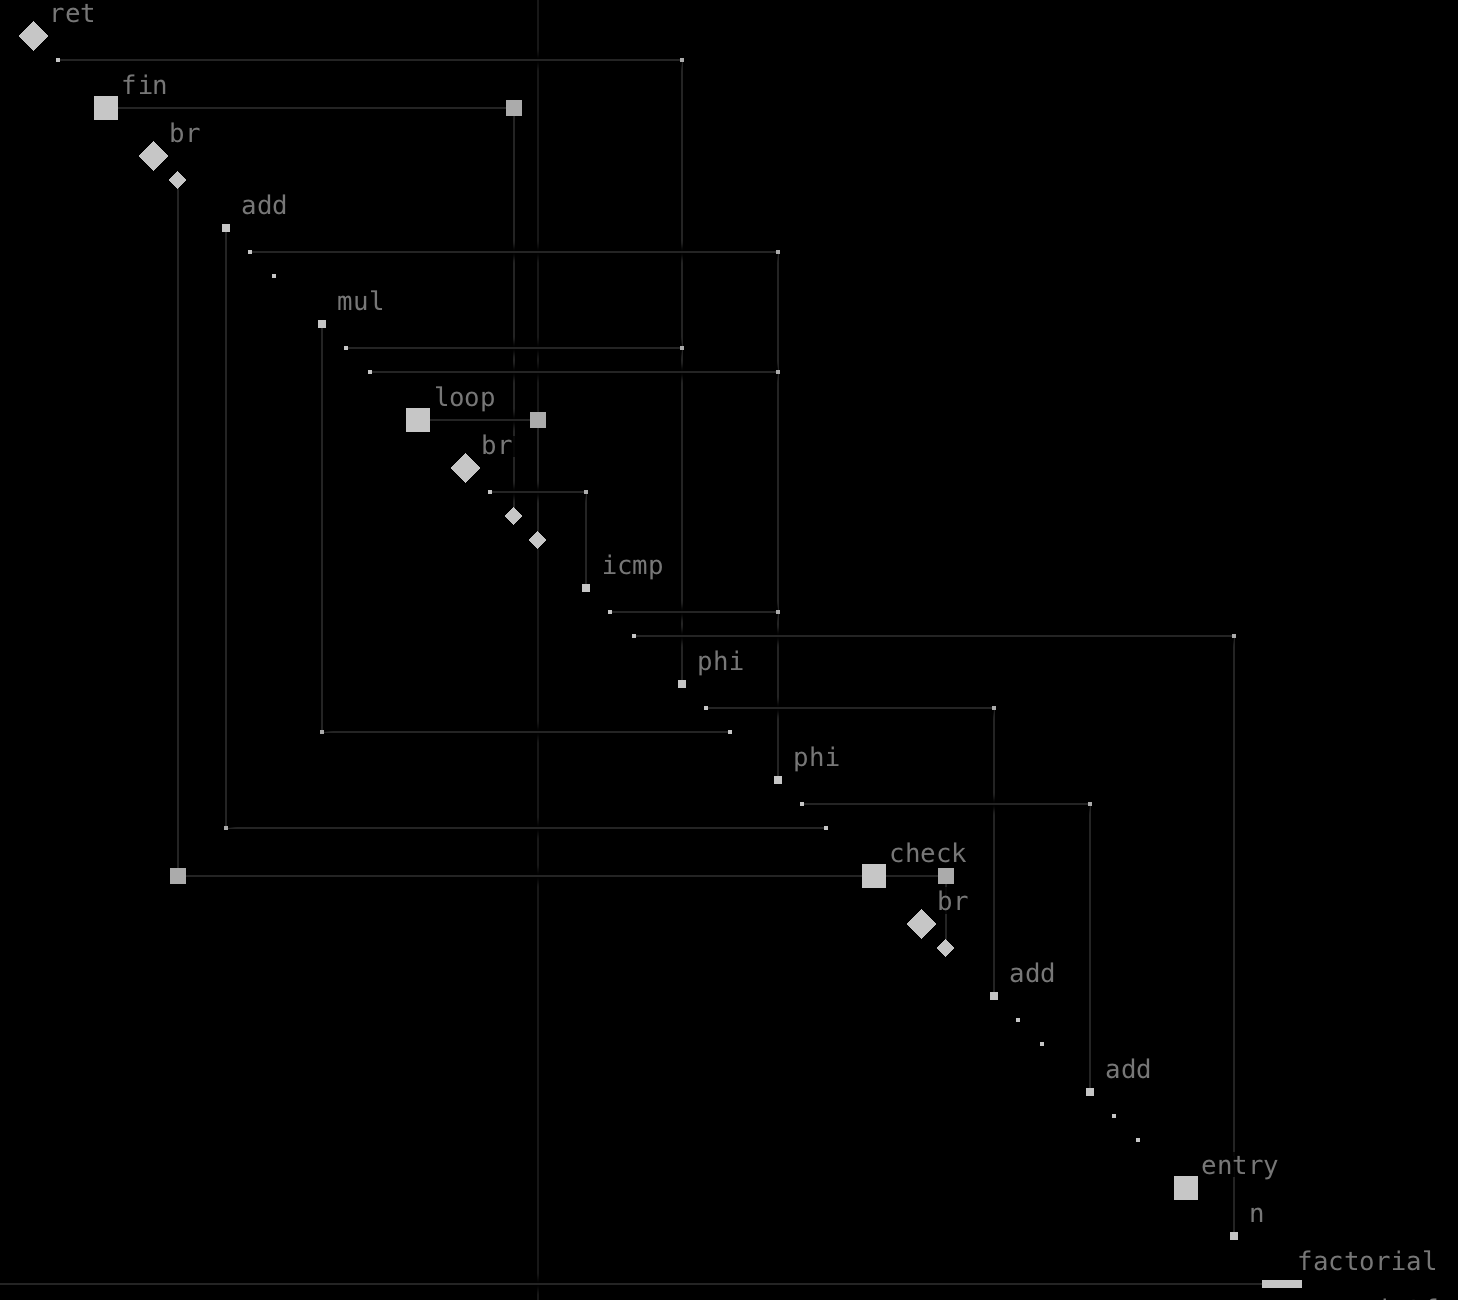 ret
fin
br
add
mul
loop
br
icmp
phi
phi
check
br
add
add
entry
n
factorial